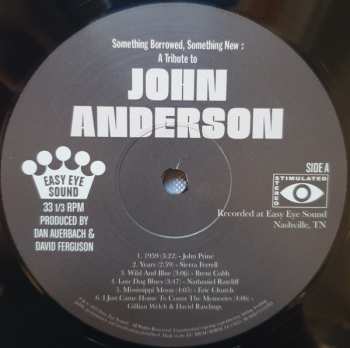 Something Borrowed, Something New :
A Tribute to
JOHN
ANDERSON
EASY EYE
SOUND
33 1/3 RPM
PRODUCED BY
DAN AUERBACH &
DAVID FERGUSON
SIDE A
STIMULATED
STEREO
Recorded at Easy Eye Sound
Nashville, TN
1. 1959 (3:22) - John Prine
2. Years (2:59) - Sierra Ferrell
3. Wild And Blue (3:06) - Brent Cobb
4. Low Dog Blues (3:47) - Nathaniel Rateliff
5. Mississippi Moon (4:05) - Eric Church
6. I Just Came Home To Count The Memories (4:08) -
Gillian Welch & David Rawlings